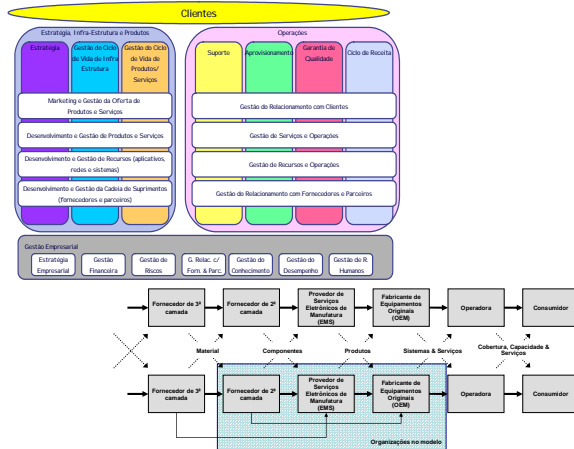 Clientes
Estratégia, Infra-Estrutura e Produtos
Operações
Estratégia
Gestão do Ciclo
de Vida de Infra
Estrutura
Gestão do Ciclo
de Vida de
Produtos/
Serviços
Suporte
Aprovisionamento
Garantia de
Qualidade
Ciclo de Receita
Marketing e Gestão da Oferta de
Produtos e Serviços
Gestão do Relacionamento com Clientes
Desenvolvimento e Gestão de Produtos e Serviços
Gestão de Serviços e Operações
Desenvolvimento e Gestão de Recursos (aplicativos,
redes e sistemas)
Gestão de Recursos e Operações
Desenvolvimento e Gestão da Cadeia de Suprimentos
(fornecedores e parceiros)
Gestão do Relacionamento com Fornecedores e Parceiros
Gestão Empresarial
Estratégia
Empresarial
Gestão
Financeira
Gestão de
Riscos
G. Relac. c/
Forn. & Parc.
Gestão do
Conhecimento
Gestão do
Desempenho
Gestão de R.
Humanos
Fornecedor de 3ª
camada
Fornecedor de 2ª
camada
Provedor de
Serviços
Eletrônicos de
Manufatura
(EMS)
Fabricante de
Equipamentos
Originais
(OEM)
Operadora
Consumidor
Material
Componentes
Produtos
Sistemas & Serviços
Cobertura, Capacidade &
Serviços
Fornecedor de 3ª
camada
Fornecedor de 2ª
camada
Provedor de
Serviços
Eletrônicos de
Manufatura
(EMS)
Fabricante de
Equipamentos
Originais
(OEM)
Operadora
Consumidor
Organizações no modelo